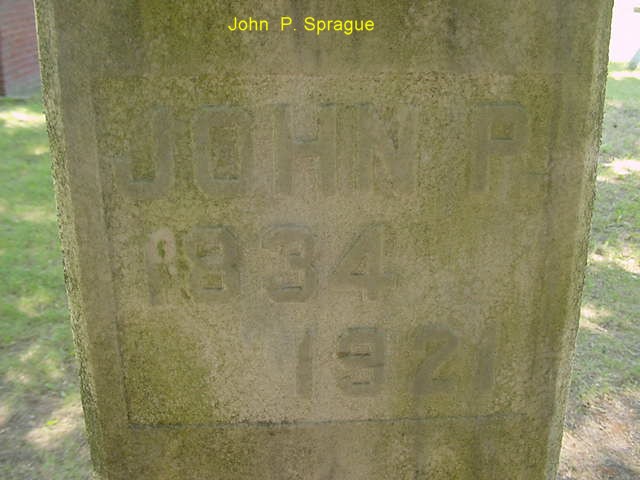 John P. Sprague
JOHN P.
1834
1921